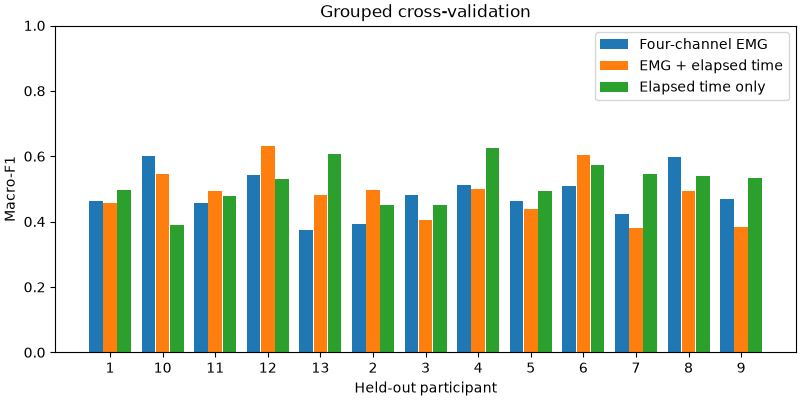 Grouped cross-validation
Four-channel EMG
EMG + elapsed time
Elapsed time only
Macro-F1
1.0
0.8
0.6
0.4
0.2
0.0
1 10 11 12 13 2 3 4 5 6 7 8 9
Held-out participant